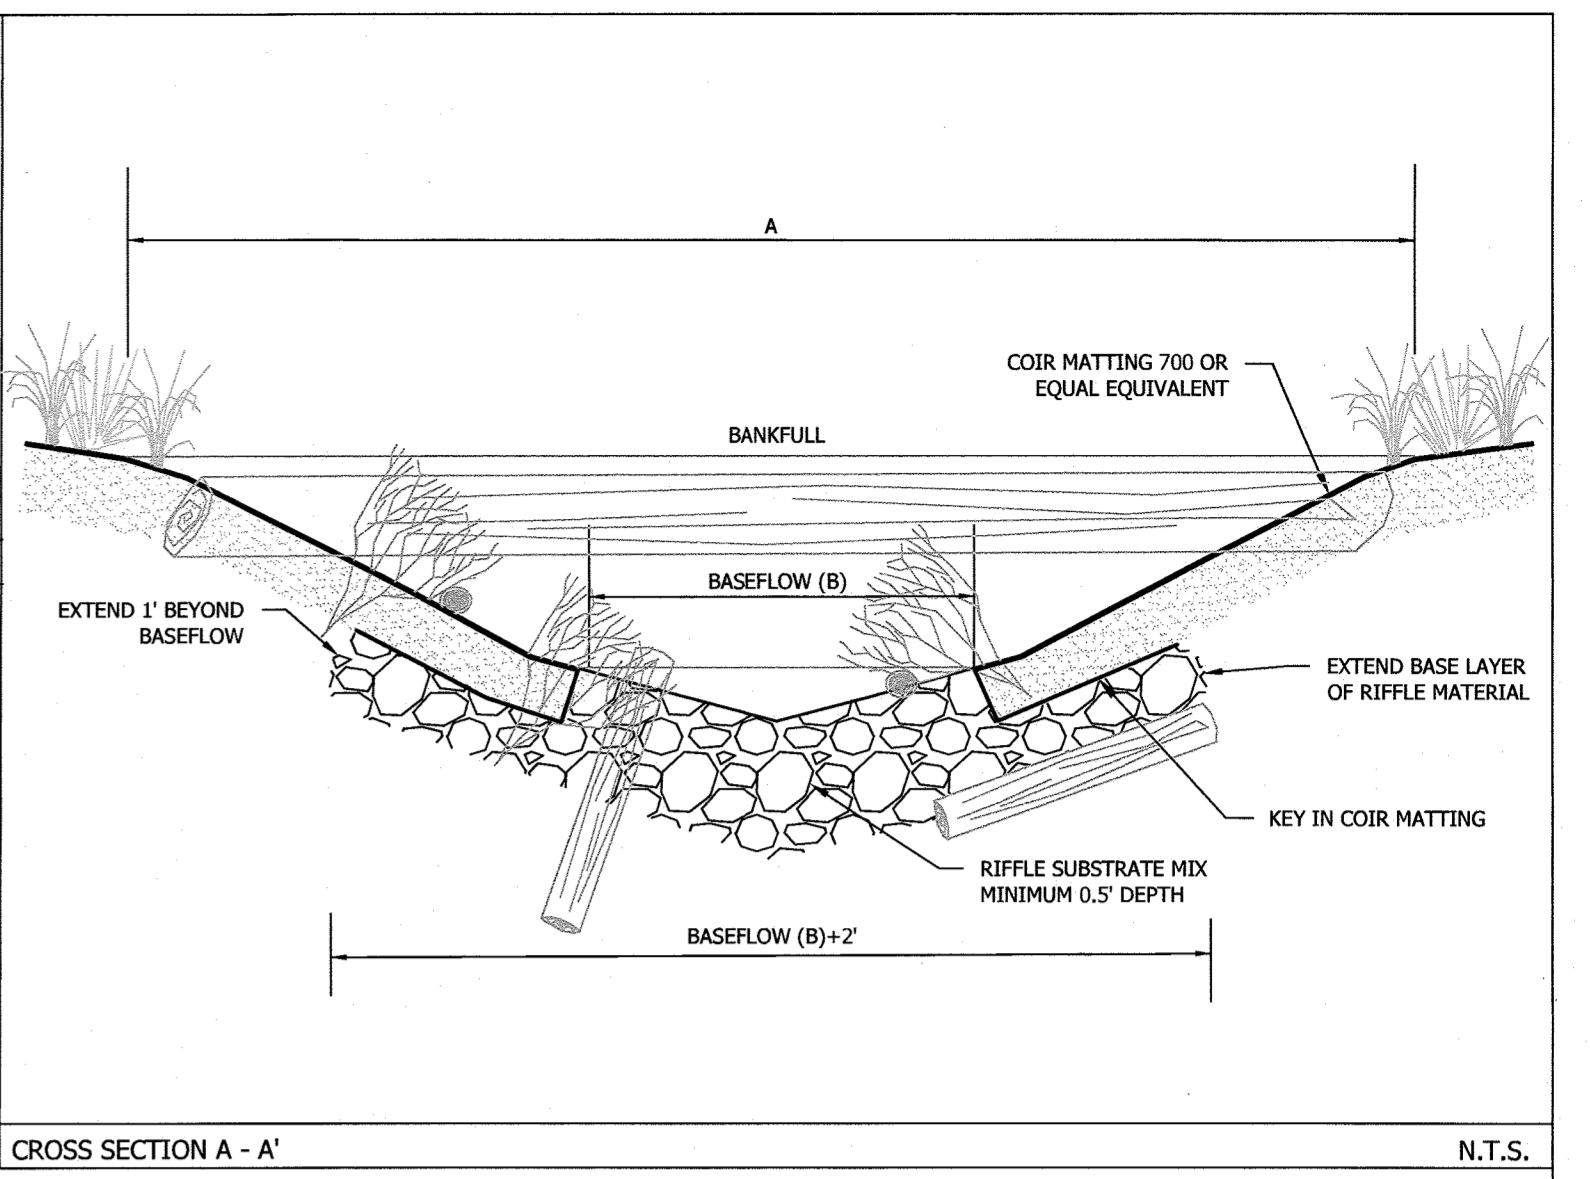 A
COIR MATTING 700 OR
EQUAL EQUIVALENT
BANKFULL
BASEFLOW (B)
EXTEND 1' BEYOND
BASEFLOW
EXTEND BASE LAYER
OF RIFFLE MATERIAL
KEY IN COIR MATTING
RIFFLE SUBSTRATE MIX
MINIMUM 0.5' DEPTH
BASEFLOW (B)+2'
CROSS SECTION A - A'
N.T.S.